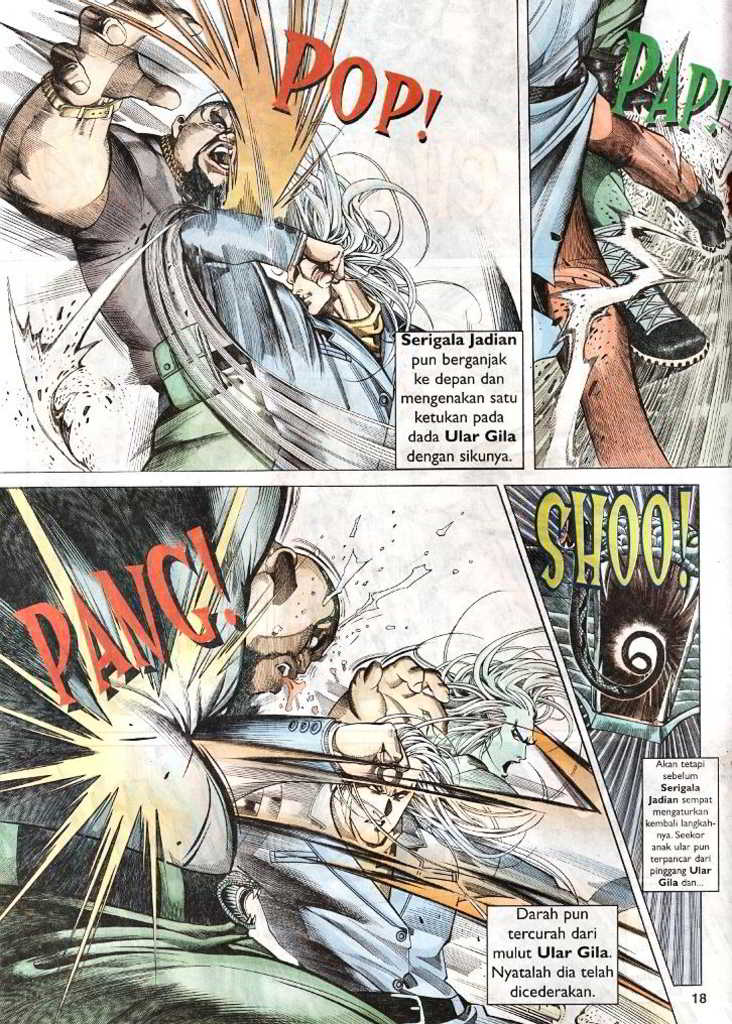 POP!
Serigala Jadian
pun berganjak
ke depan dan
mengenakan satu
ketukan pada
dada Ular Gila
dengan sikunya.
PAP!
PANG!
Darah pun
tercurah dari
mulut Ular Gila.
Nyatalah dia telah
dicederakan.
SHOO!
Akan tetapi
sebelum
Serigala
Jadian sempat
mengaturkan
kembali langkah-
nya. Seekor
anak ular pun
terpancar dari
pinggang Ular
Gila dan...
18